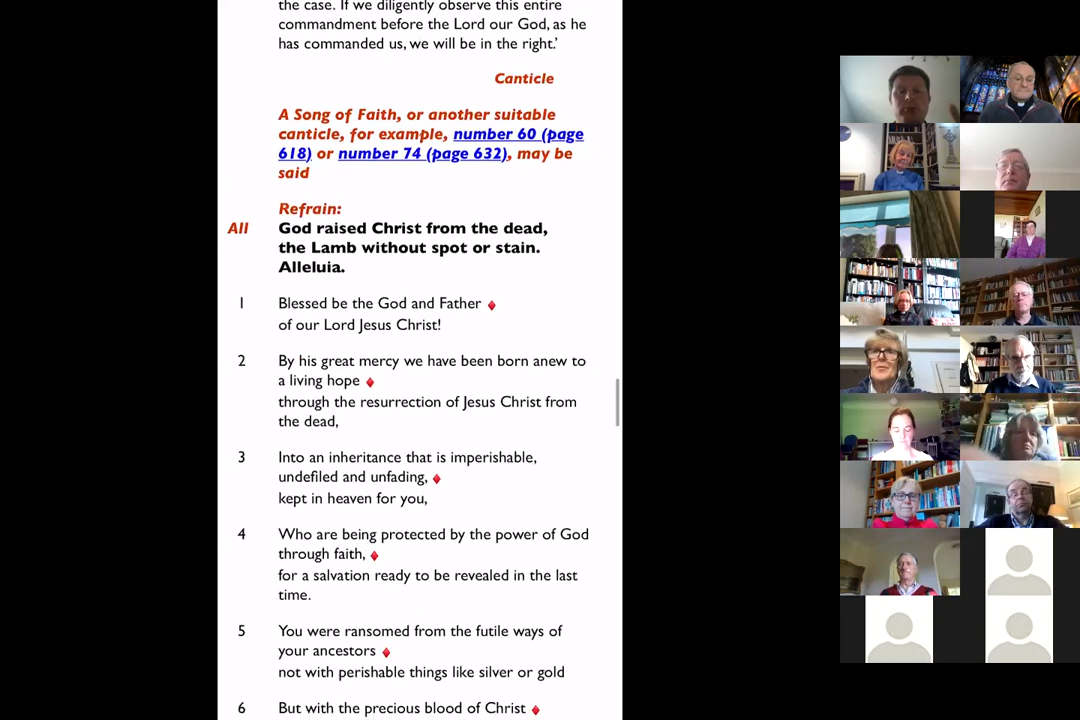 the case. If we diligently observe this entire
commandment before the Lord our God, as he
has commanded us, we will be in the right.’
Canticle
A Song of Faith, or another suitable
canticle, for example, number 60 (page
618) or number 74 (page 632), may be
said
Refrain:
All God raised Christ from the dead,
the Lamb without spot or stain.
Alleluia.
1 Blessed be the God and Father ♦
of our Lord Jesus Christ!
2 By his great mercy we have been born anew to
a living hope ♦
through the resurrection of Jesus Christ from
the dead,
3 Into an inheritance that is imperishable,
undefiled and unfading, ♦
kept in heaven for you,
4 Who are being protected by the power of God
through faith, ♦
for a salvation ready to be revealed in the last
time.
5 You were ransomed from the futile ways of
your ancestors ♦
not with perishable things like silver or gold
6 But with the precious blood of Christ ♦